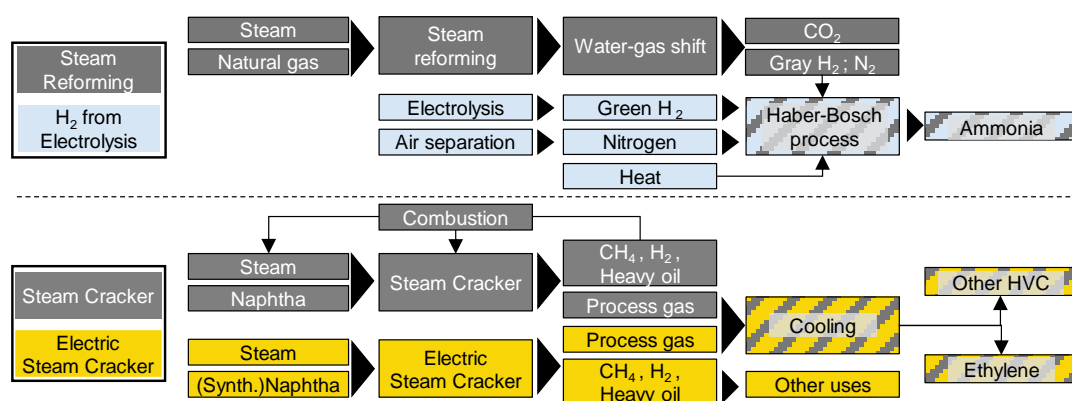 Steam
Reforming
H₂ from
Electrolysis
Steam
Natural gas
Steam
reforming
Water-gas shift
CO₂
Gray H₂ ; N₂
Electrolysis
Green H₂
Air separation
Nitrogen
Heat
Haber-Bosch
process
Ammonia
Combustion
Steam Cracker
Electric
Steam Cracker
Steam
Naphtha
Steam Cracker
CH₄ , H₂ ,
Heavy oil
Process gas
Steam
(Synth.)Naphtha
Electric
Steam Cracker
Process gas
CH₄ , H₂ ,
Heavy oil
Cooling
Other uses
Other HVC
Ethylene